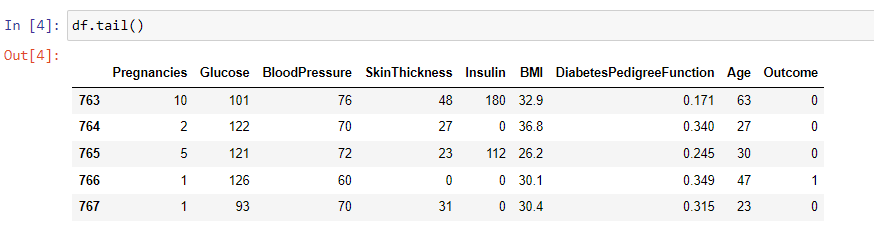 In [4]: df.tail()
Out[4]:
Pregnancies Glucose BloodPressure SkinThickness Insulin BMI DiabetesPedigreeFunction Age Outcome
763 10 101 76 48 180 32.9 0.171 63 0
764 2 122 70 27 0 36.8 0.340 27 0
765 5 121 72 23 112 26.2 0.245 30 0
766 1 126 60 0 0 30.1 0.349 47 1
767 1 93 70 31 0 30.4 0.315 23 0